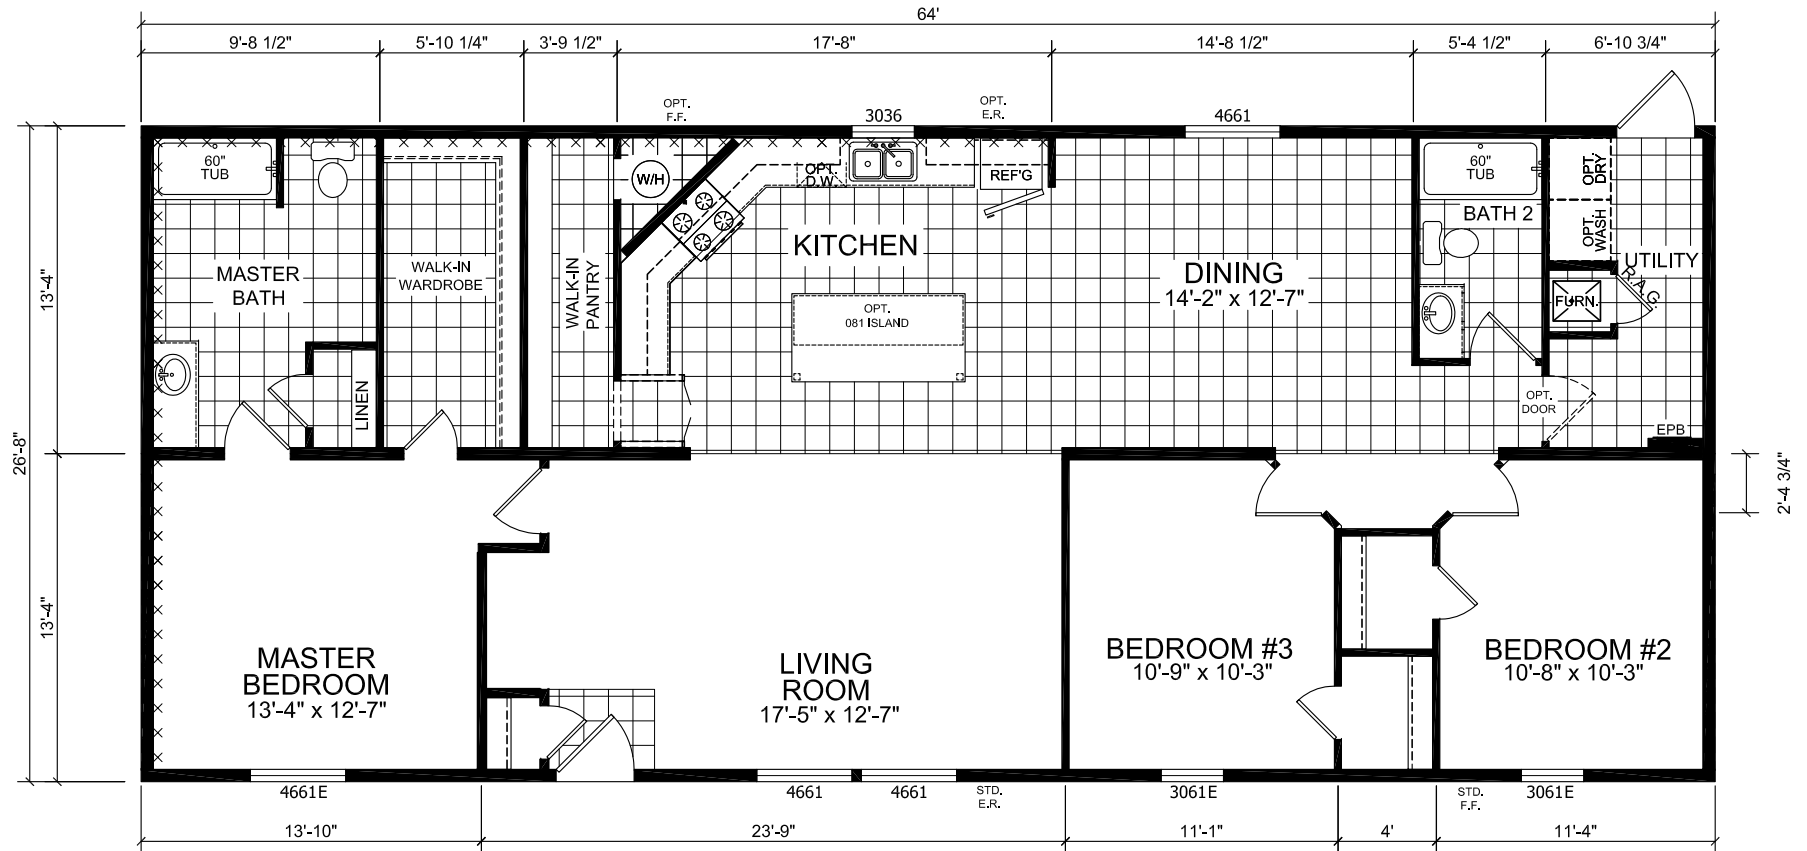 64'
9'-8 1/2"
5'-10 1/4"
3'-9 1/2"
17'-8"
14'-8 1/2"
5'-4 1/2"
6'-10 3/4"
OPT.
F.F.
3036
OPT.
E.R.
4661
60"
TUB
W/H
OPT.
D.W.
REF'G
60"
TUB
OPT.
DRY
OPT.
WASH
BATH 2
KITCHEN
UTILITY
MASTER
BATH
WALK-IN
WARDROBE
WALK-IN
PANTRY
DINING
14'-2" x 12'-7"
R.A.G.
FURN.
OPT.
081 ISLAND
LINEN
OPT.
DOOR
EPB
13'-4"
26'-8"
13'-4"
2'-4 3/4"
MASTER
BEDROOM
13'-4" x 12'-7"
LIVING
ROOM
17'-5" x 12'-7"
BEDROOM #3
10'-9" x 10'-3"
BEDROOM #2
10'-8" x 10'-3"
4661E
4661
4661
STD.
E.R.
3061E
STD.
F.F.
3061E
13'-10"
23'-9"
11'-1"
4'
11'-4"